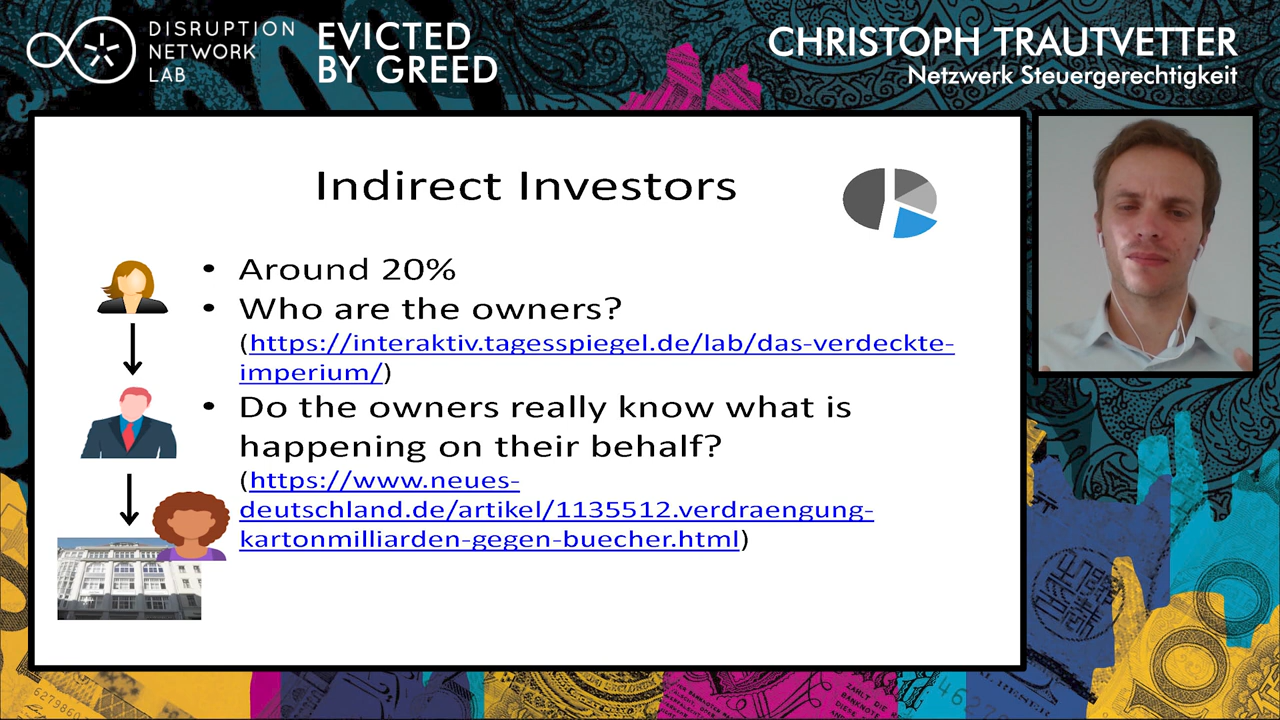 DISRUPTION
NETWORK
LAB
EVICTED
BY GREED
CHRISTOPH TRAUTVETTER
Netzwerk Steuergerechtigkeit
Indirect Investors
• Around 20%
• Who are the owners?
(https://interaktiv.tagesspiegel.de/lab/das-verdeckte-
imperium/)
• Do the owners really know what is
happening on their behalf?
(https://www.neues-
deutschland.de/artikel/1135512.verdraengung-
kartonmilliarden-gegen-buecher.html)